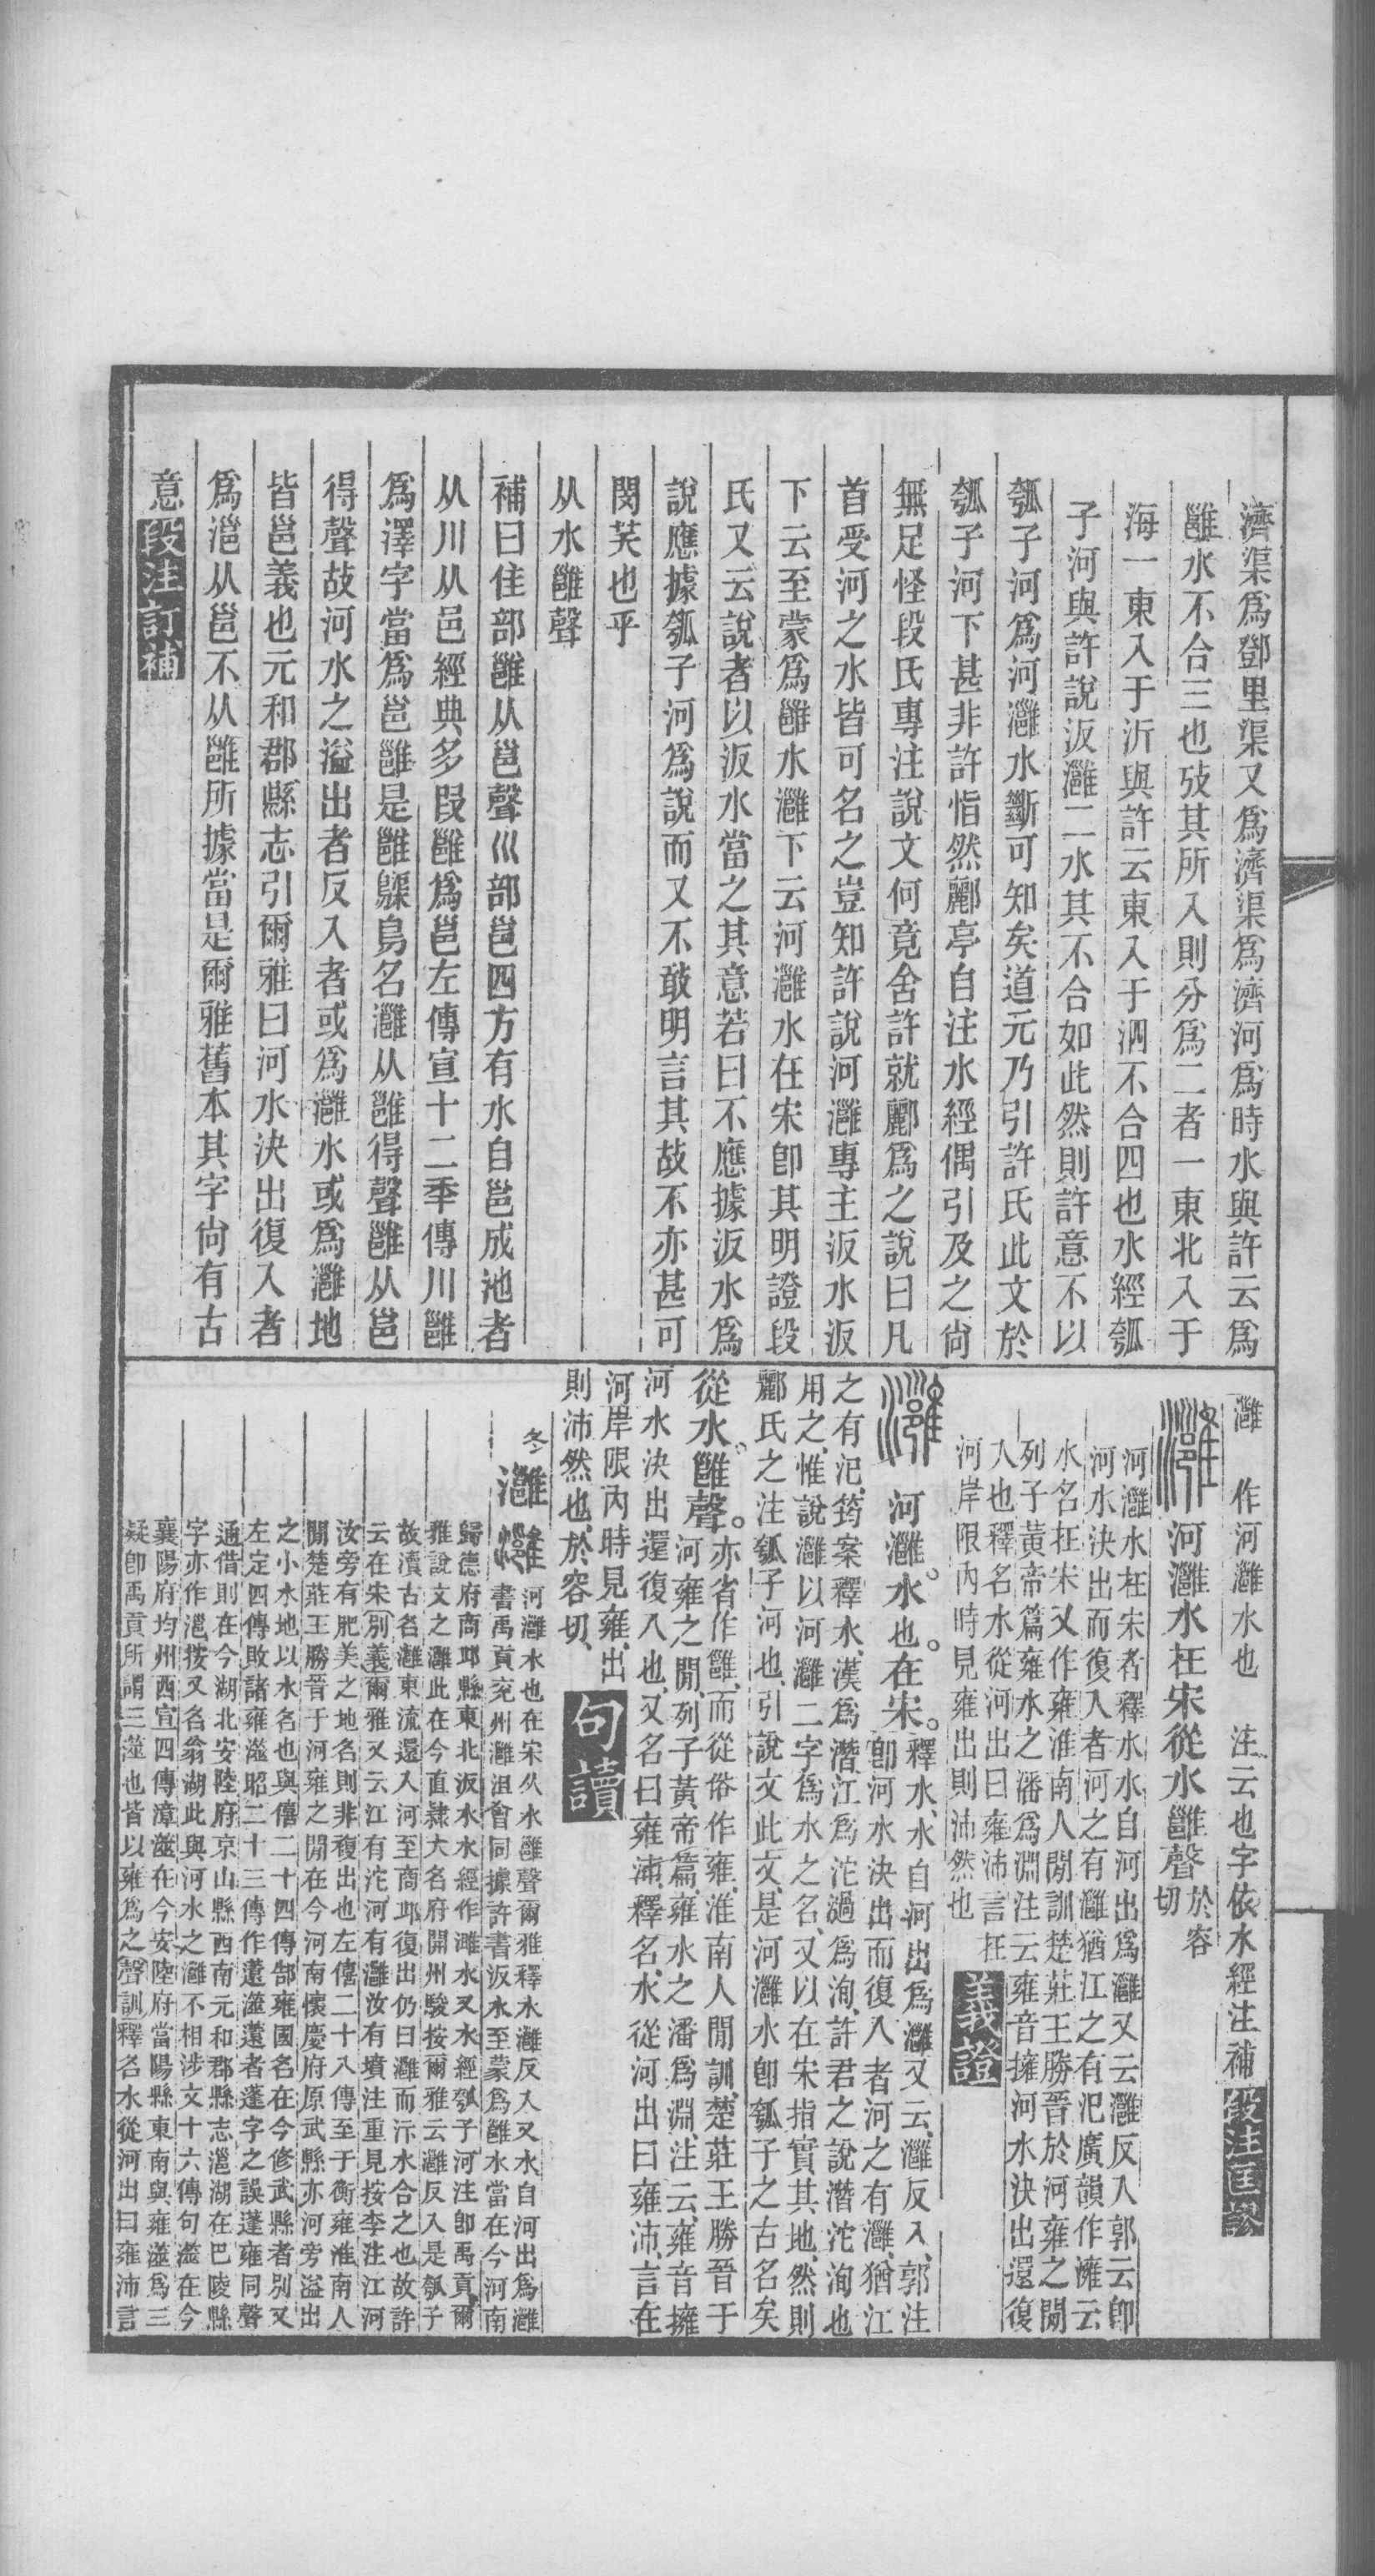 濟渠爲鄧里渠又爲濟渠爲濟河爲時水與許云爲
雝水不合三也攷其所入則分爲二者一東北入于
海一東入于沂與許云東入于泗不合四也水經瓠
子河與許說汳灉二水其不合如此然則許意不以
瓠子河爲河灉水斷可知矣道元乃引許氏此文於
瓠子河下甚非許恉然酈亭自注水經偶引及之尙
無足怪段氏專注說文何竟舍許就酈爲之說曰凡
首受河之水皆可名之豈知許說河灉專主汳水汳
下云至蒙爲雝水灉下云河灉水在宋卽其明證段
氏又云說者以汳水當之其意若曰不應據汳水爲
說應據瓠子河爲說而又不敢明言其故不亦甚可
閔芖也乎
从水雝聲
補曰隹部雝从邕聲巛部邕四方有水自邕成池者
从川从邑經典多叚雝爲邕左傳宣十二秊傳川雝
爲澤字當爲邕雝是雝𪆫鳥名灉从雝得聲雝从邕
得聲故河水之溢出者反入者或爲灉水或爲灉地
皆邕義也元和郡縣志引爾雅曰河水決出復入者
爲浥从邕不从雝所據當是爾雅舊本其字尙有古
意段注訂補
灉 作河灉水也 注云也字依水經注補段注匡謬
灉河灉水在宋從水雝聲於容切
河灉水在宋者釋水水自河出爲灉又云灉反入郭云卽
河水決出而復入者河之有灉猶江之有汜廣韻作澭云
水名在宋又作雍淮南人閒訓楚莊王勝晉於河雍之閒
列子黃帝篇雍水之潘爲淵注云雍音擁河水決出還復
入也釋名水從河出曰雍沛言在
河岸限內時見雍出則沛然也義證
灉 河灉水。也。在宋。釋水、水自河出爲灉、又云、灉反入、郭注
卽河水決出而復入者、河之有灉、猶江
之有汜、筠案、釋水、漢爲潛、江爲沱、過爲洵、許君之說潛沱洵也
用之、惟說灉以河灉二字爲水之名、又以在宋指實其地、然則
酈氏之注瓠子河也、引說文此文、是河灉水卽瓠子之古名矣
從水。雝聲。亦省作雝、而從俗作雍、淮南人閒訓、楚莊王勝晉于
河雍之閒、列子黃帝篇、雍水之潘爲淵、注云、雍音擁
河水決出還復入也、又名曰雍沛、釋名、水從河出曰雍沛、言在
河岸限內時見雍、出
則沛然也、於容切、句讀
冬灉 河灉水也在宋从水雝聲爾雅釋水灉反入又水自河出爲灉
書禹貢兖州灉沮會同據許書汳水至蒙爲雝水當在今河南
歸德府商邱縣東北汳水水經作濉水又水經瓠子河注卽禹貢爾
雅說文之灉此在今直隸大名府開州駿按爾雅云灉反入是瓠子
故瀆古名灉東流還入河至商邱復出仍曰灉而汴水合之也故許
云在宋別義爾雅又云江有沱河有灉汝有墳注重見按李注江河
汝旁有肥美之地名則非複出也左僖二十八傳至于衡雍淮南人
閒楚莊王勝晉于河雍之閒在今河南懷慶府原武縣亦河旁溢出
之小水地以水名也與僖二十四傳郜雍國名在今修武縣者別又
左定四傳敗諸雍澨昭二十三傳作薳澨薳者蓬字之誤蓬雍同聲
通借則在今湖北安陸府京山縣西南元和郡縣志灉湖在巴陵縣
字亦作浥按又名翁湖此與河水之灉不相涉文十六傳句澨在今
襄陽府均州西宣四傳漳澨在今安陸府當陽縣東南與雍澨爲三
疑卽禹貢所謂三澨也皆以雍爲之聲訓釋名水從河出曰雍沛言